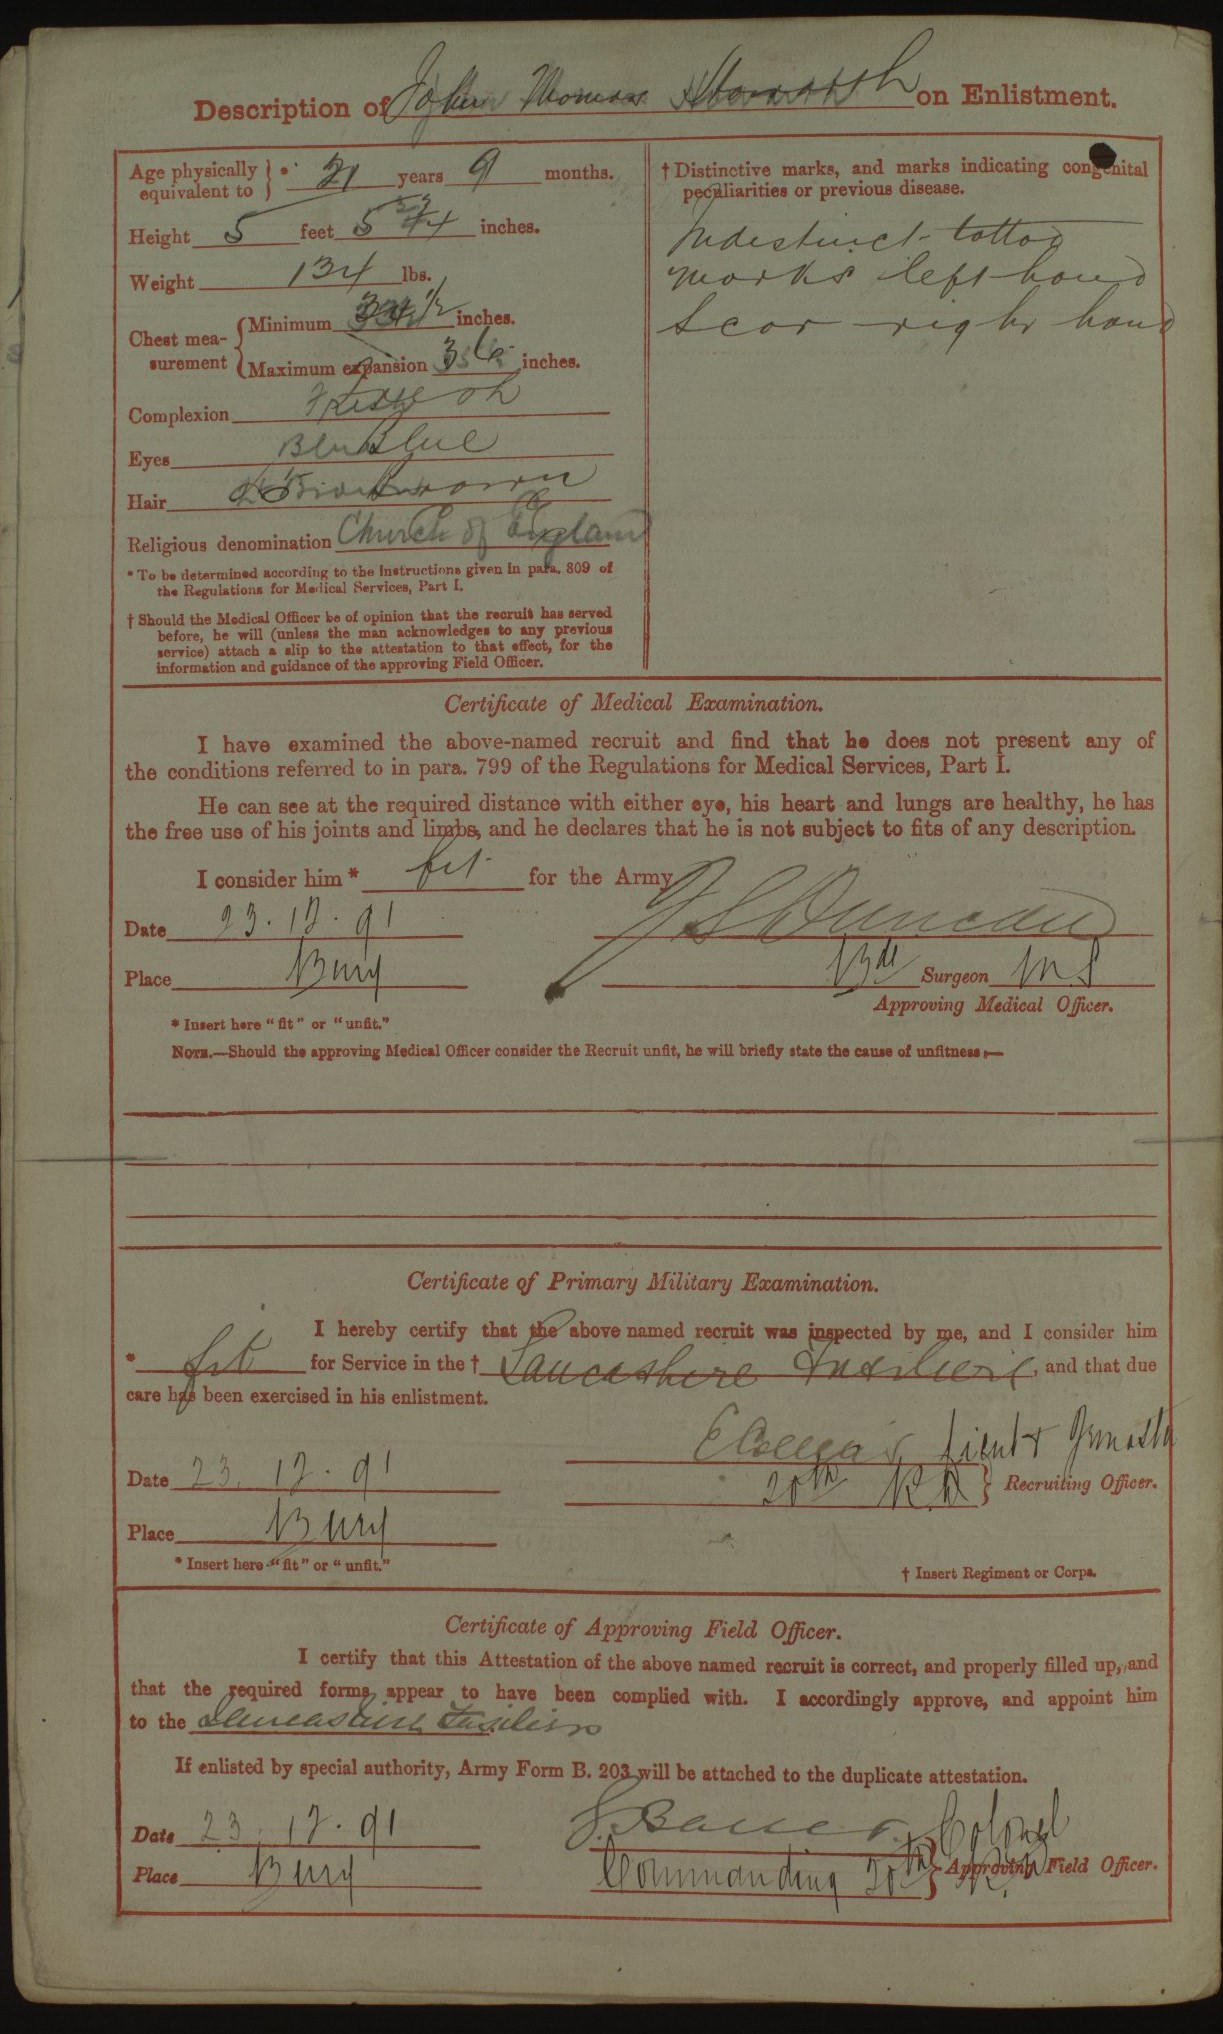 Description of John Thomas Howarth on Enlistment.
Age physically equivalent to } * 21 years 9 months.
Height 5 feet 5 3/4 inches.
Weight 134 lbs.
Chest measurement { Minimum 34 1/2 inches.
Maximum expansion 36 inches.
Complexion Fresh
Eyes Blue
Hair Brown
Religious denomination Church of England
* To be determined according to the instructions given in para. 809 of
the Regulations for Medical Services, Part I.
† Should the Medical Officer be of opinion that the recruit has served
before, he will (unless the man acknowledges to any previous
service) attach a slip to the attestation to that effect, for the
information and guidance of the approving Field Officer.
† Distinctive marks, and marks indicating congenital
peculiarities or previous disease.
Indistinct tattoo
marks left hand
Scar right hand
Certificate of Medical Examination.
I have examined the above-named recruit and find that he does not present any of
the conditions referred to in para. 799 of the Regulations for Medical Services, Part I.
He can see at the required distance with either eye, his heart and lungs are healthy, he has
the free use of his joints and limbs, and he declares that he is not subject to fits of any description.
I consider him * fit for the Army
Date 23.12.91 Duncan
Place Bury Bde Surgeon M S
Approving Medical Officer.
* Insert here "fit" or "unfit."
NOTE.—Should the approving Medical Officer consider the Recruit unfit, he will briefly state the cause of unfitness:—
Certificate of Primary Military Examination.
I hereby certify that the above named recruit was inspected by me, and I consider him
* fit for Service in the † Lancashire Fusiliers, and that due
care has been exercised in his enlistment.
Lieut & Qrmaster
Date 23. 12. 91 20th R.D. } Recruiting Officer.
Place Bury
* Insert here "fit" or "unfit."
† Insert Regiment or Corps.
Certificate of Approving Field Officer.
I certify that this Attestation of the above named recruit is correct, and properly filled up, and
that the required forms appear to have been complied with. I accordingly approve, and appoint him
to the Lancashire Fusiliers
If enlisted by special authority, Army Form B. 203 will be attached to the duplicate attestation.
Date 23. 12. 91 Colonel
Place Bury Commanding 20th R. D. } Approving Field Officer.